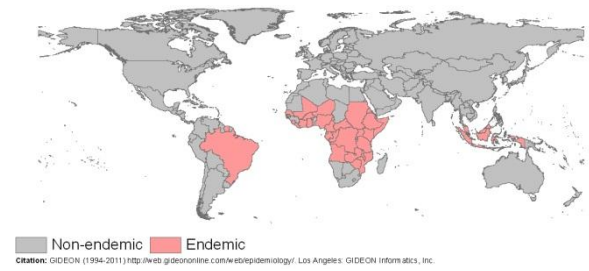 Non-endemic Endemic
Citation: GIDEON (1994-2011) http://web.gideononline.com/web/epidemiology/. Los Angeles: GIDEON Informatics, Inc.